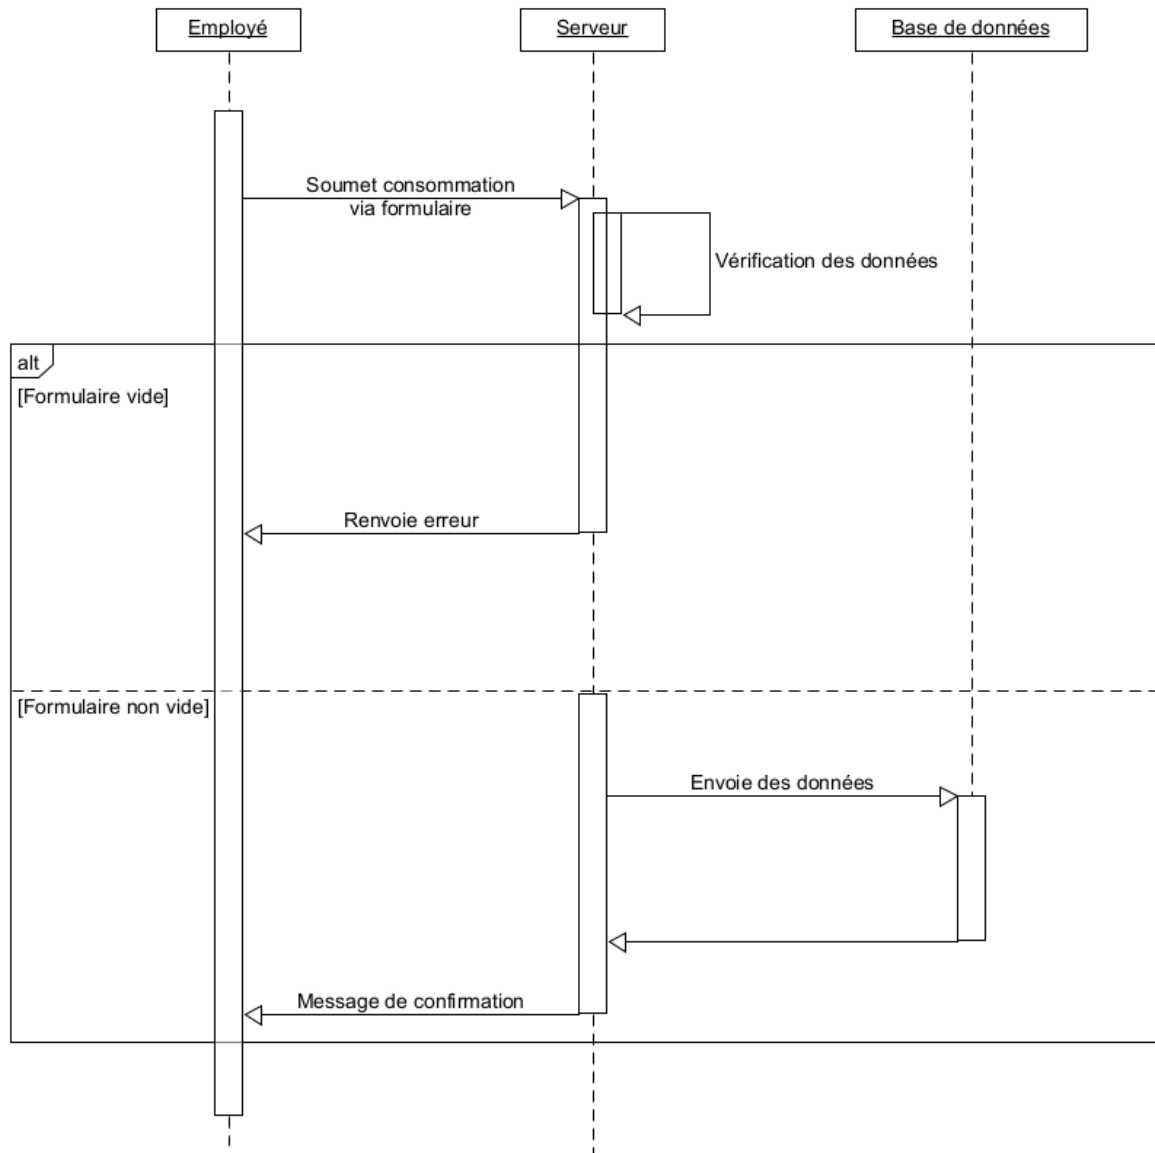 Employé
Serveur
Base de données
Soumet consommation
via formulaire
Vérification des données
alt
[Formulaire vide]
Renvoie erreur
[Formulaire non vide]
Envoie des données
Message de confirmation